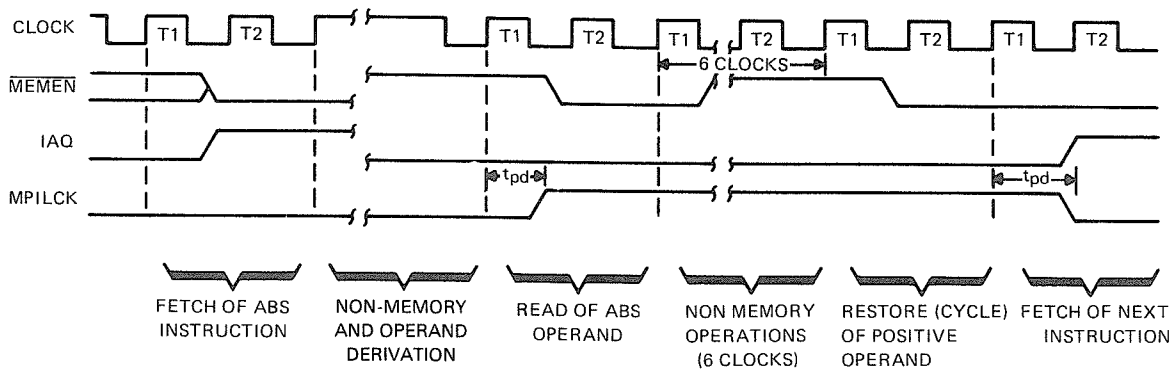 CLOCK T1 T2 T1 T2 T1 T2 T1 T2 T1 T2
6 CLOCKS
MEMEN
IAQ
tpd tpd
MPILCK
FETCH OF ABS
INSTRUCTION
NON-MEMORY
AND OPERAND
DERIVATION
READ OF ABS
OPERAND
NON MEMORY
OPERATIONS
(6 CLOCKS)
RESTORE (CYCLE)
OF POSITIVE
OPERAND
FETCH OF NEXT
INSTRUCTION